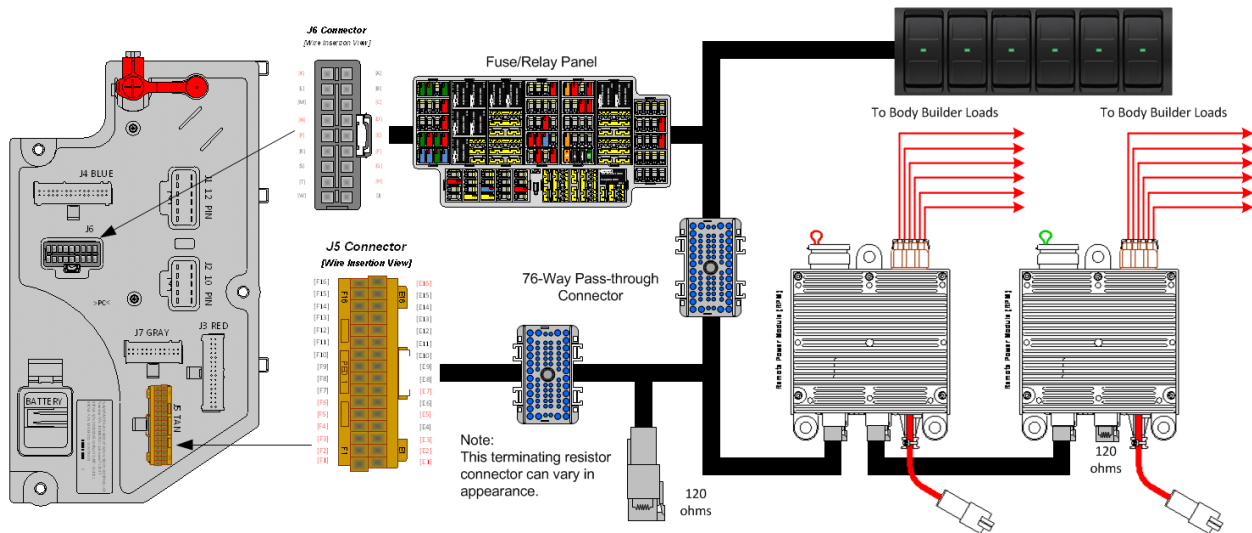 J6 Connector
[Wire Insertion View]
Fuse/Relay Panel
To Body Builder Loads
To Body Builder Loads
J4 BLUE
J1 12 PIN
J6
J2 10 PIN
>PC<
J7 GRAY
J3 RED
J5 TAN
BATTERY
J5 Connector
[Wire Insertion View]
[F16]
[F15]
[F14]
[F13]
[F12]
[F11]
[F10]
[F9]
[F8]
[F7]
[F6]
[F5]
[F4]
[F3]
[F2]
[F1]
F16
F1
E16
E1
[E16]
[E15]
[E14]
[E13]
[E12]
[E11]
[E10]
[E9]
[E8]
[E7]
[E6]
[E5]
[E4]
[E3]
[E2]
[E1]
76-Way Pass-through
Connector
Note:
This terminating resistor
connector can vary in
appearance.
120
ohms
Remote Power Module [RPM]
Remote Power Module [RPM]
120
ohms